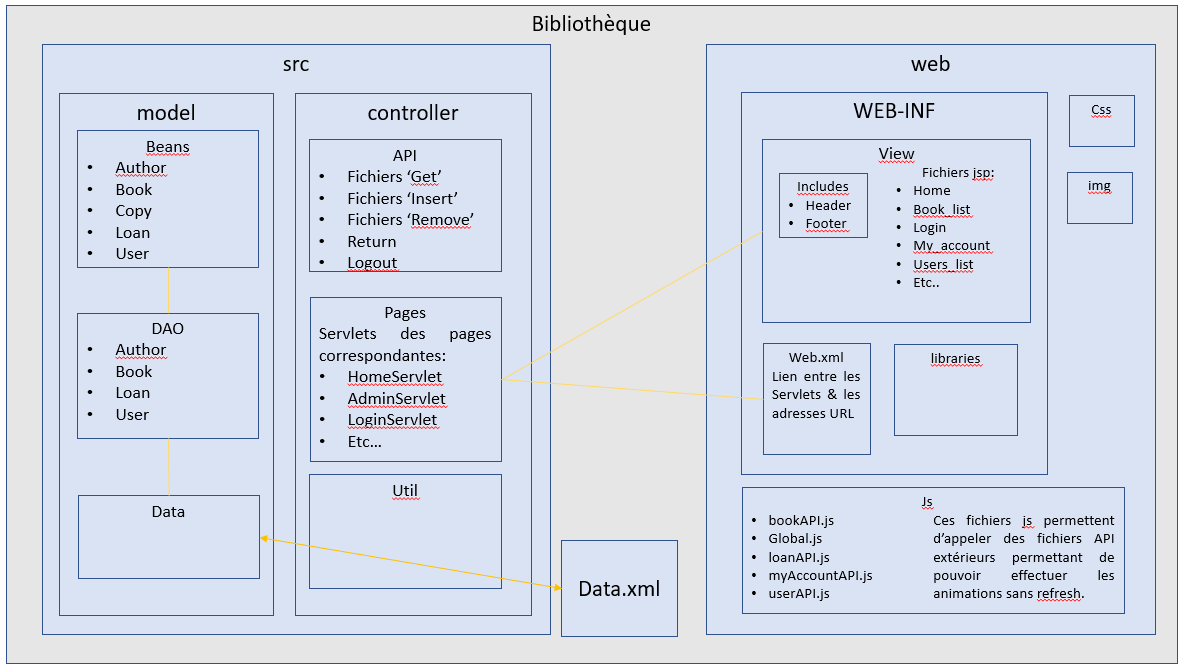 Bibliothèque
src
model
Beans
• Author
• Book
• Copy
• Loan
• User
DAO
• Author
• Book
• Loan
• User
Data
controller
API
• Fichiers ‘Get’
• Fichiers ‘Insert’
• Fichiers ‘Remove’
• Return
• Logout
Pages
Servlets des pages
correspondantes:
• HomeServlet
• AdminServlet
• LoginServlet
• Etc…
Util
Data.xml
web
WEB-INF
View
Includes
• Header
• Footer
Fichiers jsp:
• Home
• Book_list
• Login
• My_account
• Users_list
• Etc..
Web.xml
Lien entre les
Servlets & les
adresses URL
libraries
Css
img
Js
• bookAPI.js
• Global.js
• loanAPI.js
• myAccountAPI.js
• userAPI.js
Ces fichiers js permettent
d’appeler des fichiers API
extérieurs permettant de
pouvoir effectuer les
animations sans refresh.